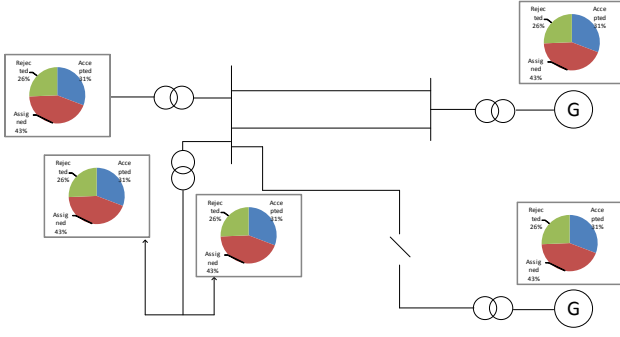 Rejec
ted
26%
Acce
pted
31%
Assig
ned
43%
Rejec
ted
26%
Acce
pted
31%
Assig
ned
43%
G
Rejec
ted
26%
Acce
pted
31%
Assig
ned
43%
Rejec
ted
26%
Acce
pted
31%
Assig
ned
43%
Rejec
ted
26%
Acce
pted
31%
Assig
ned
43%
G